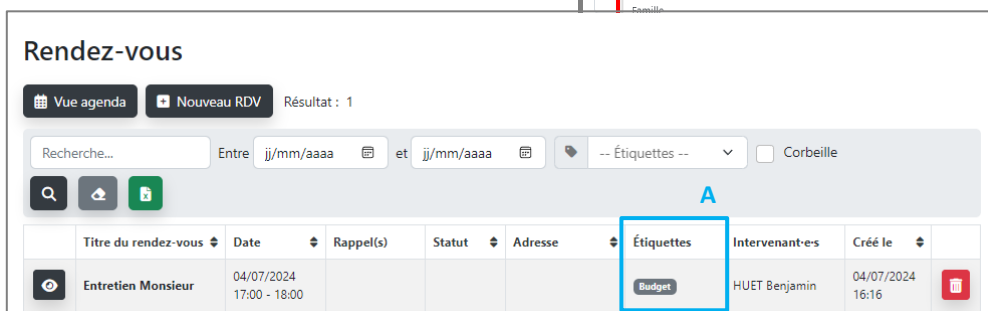 Famille
Rendez-vous
Vue agenda Nouveau RDV Résultat : 1
Recherche... Entre jj/mm/aaaa et jj/mm/aaaa -- Étiquettes -- Corbeille
A
Titre du rendez-vous Date Rappel(s) Statut Adresse Étiquettes Intervenant·e·s Créé le
Entretien Monsieur 04/07/2024 17:00 - 18:00 Budget HUET Benjamin 04/07/2024 16:16